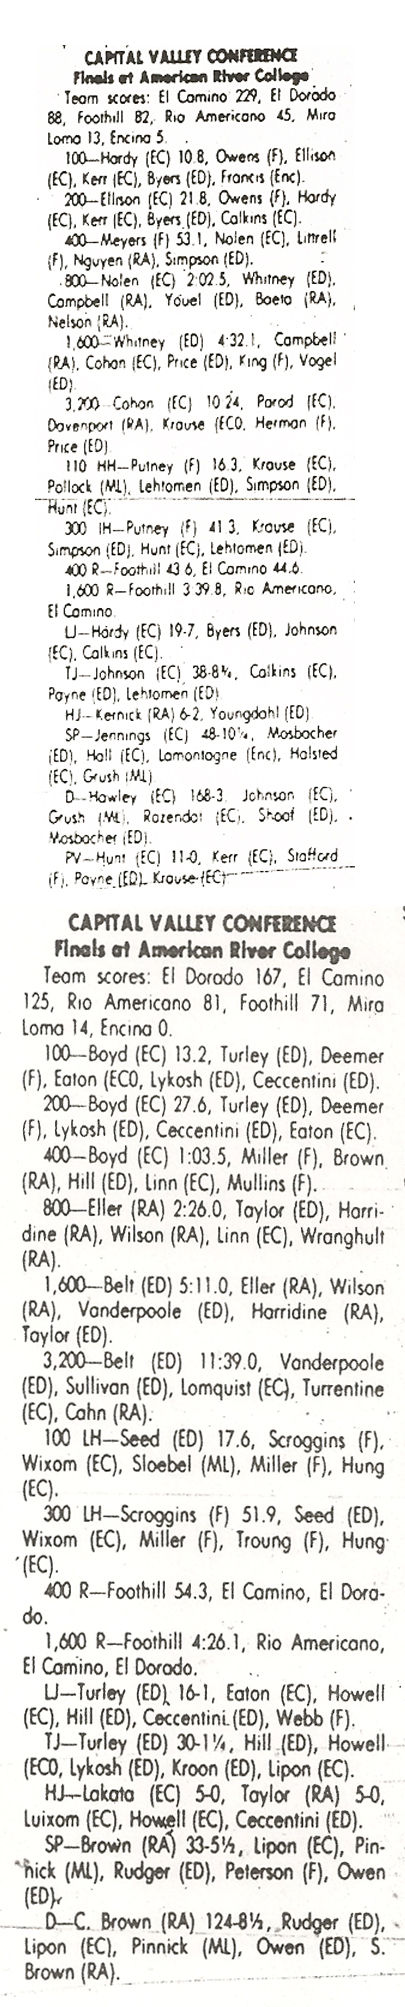 CAPITAL VALLEY CONFERENCE
Finals at American River College
Team scores: El Camino 229, El Dorado
88, Foothill 82, Rio Americano 45, Mira
Loma 13, Encina 5.
100—Hardy (EC) 10.8, Owens (F), Ellison
(EC), Kerr (EC), Byers (ED), Francis (Enc).
200—Ellison (EC) 21.8, Owens (F), Hardy
(EC), Kerr (EC), Byers (ED), Calkins (EC).
400—Meyers (F) 53.1, Nolen (EC), Littrell
(F), Nguyen (RA), Simpson (ED).
800—Nolen (EC) 2:02.5, Whitney (ED),
Campbell (RA), Youel (ED), Baeta (RA),
Nelson (RA).
1,600—Whitney (ED) 4:32.1, Campbell
(RA), Cohan (EC), Price (ED), King (F), Vogel
(ED)
3,200—Cohan (EC) 10:24, Parod (EC),
Davenport (RA), Krause (EC0, Herman (F),
Price (ED)
110 HH—Putney (F) 16.3, Krause (EC),
Pollock (ML), Lehtomen (ED), Simpson (ED),
Hunt (EC).
300 IH—Putney (F) 41.3, Krause (EC),
Simpson (ED), Hunt (EC), Lehtomen (ED).
400 R—Foothill 43.6, El Camino 44.6.
1,600 R—Foothill 3:39.8, Rio Americano,
El Camino.
LJ—Hardy (EC) 19-7, Byers (ED), Johnson
(EC), Calkins (EC).
TJ—Johnson (EC) 38-8¾, Calkins (EC),
Payne (ED), Lehtomen (ED)
HJ—Kernick (RA) 6-2, Youngdahl (ED)
SP—Jennings (EC) 48-10¼, Mosbacher
(ED), Hall (EC), Lamontagne (Enc), Halsted
(EC), Grush (ML)
D—Hawley (EC) 168-3, Johnson (EC),
Grush (ML), Razendat (EC), Shoaf (ED),
Mosbacher (ED).
PV—Hunt (EC) 11-0, Kerr (EC), Stafford
(F), Payne (ED), Krause (EC)
CAPITAL VALLEY CONFERENCE
Finals at American River College
Team scores: El Dorado 167, El Camino
125, Rio Americano 81, Foothill 71, Mira
Loma 14, Encina 0.
100—Boyd (EC) 13.2, Turley (ED), Deemer
(F), Eaton (EC0, Lykosh (ED), Ceccentini (ED).
200—Boyd (EC) 27.6, Turley (ED), Deemer
(F), Lykosh (ED), Ceccentini (ED), Eaton (EC).
400—Boyd (EC) 1:03.5, Miller (F), Brown
(RA), Hill (ED), Linn (EC), Mullins (F).
800—Eller (RA) 2:26.0, Taylor (ED), Harri-
dine (RA), Wilson (RA), Linn (EC), Wranghult
(RA).
1,600—Belt (ED) 5:11.0, Eller (RA), Wilson
(RA), Vanderpoole (ED), Harridine (RA),
Taylor (ED).
3,200—Belt (ED) 11:39.0, Vanderpoole
(ED), Sullivan (ED), Lomquist (EC), Turrentine
(EC), Cahn (RA).
100 LH—Seed (ED) 17.6, Scroggins (F),
Wixom (EC), Sloebel (ML), Miller (F), Hung
(EC).
300 LH—Scroggins (F) 51.9, Seed (ED),
Wixom (EC), Miller (F), Troung (F), Hung
(EC).
400 R—Foothill 54.3, El Camino, El Dora-
do.
1,600 R—Foothill 4:26.1, Rio Americano,
El Camino, El Dorado.
LJ—Turley (ED) 16-1, Eaton (EC), Howell
(EC), Hill (ED), Ceccentini (ED), Webb (F).
TJ—Turley (ED) 30-1¼, Hill (ED), Howell
(EC0, Lykosh (ED), Kroon (ED), Lipon (EC).
HJ—Lakata (EC) 5-0, Taylor (RA) 5-0,
Luixom (EC), Howell (EC), Ceccentini (ED).
SP—Brown (RA) 33-5½, Lipon (EC), Pin-
nick (ML), Rudger (ED), Peterson (F), Owen
(ED).
D—C. Brown (RA) 124-8½, Rudger (ED),
Lipon (EC), Pinnick (ML), Owen (ED), S.
Brown (RA).